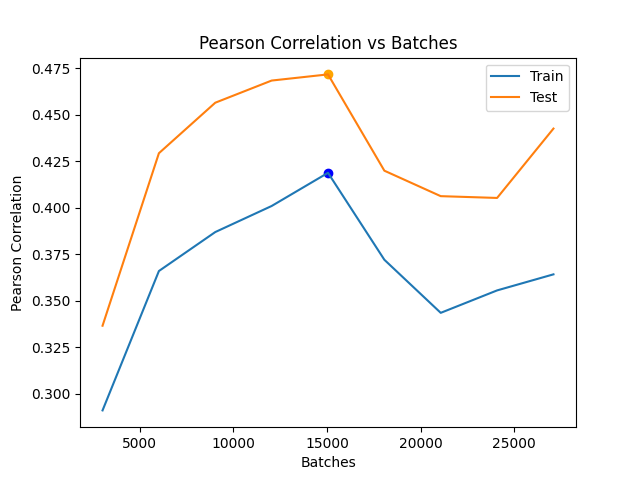 Pearson Correlation vs Batches
Train
Test
Pearson Correlation
0.475
0.450
0.425
0.400
0.375
0.350
0.325
0.300
5000 10000 15000 20000 25000
Batches